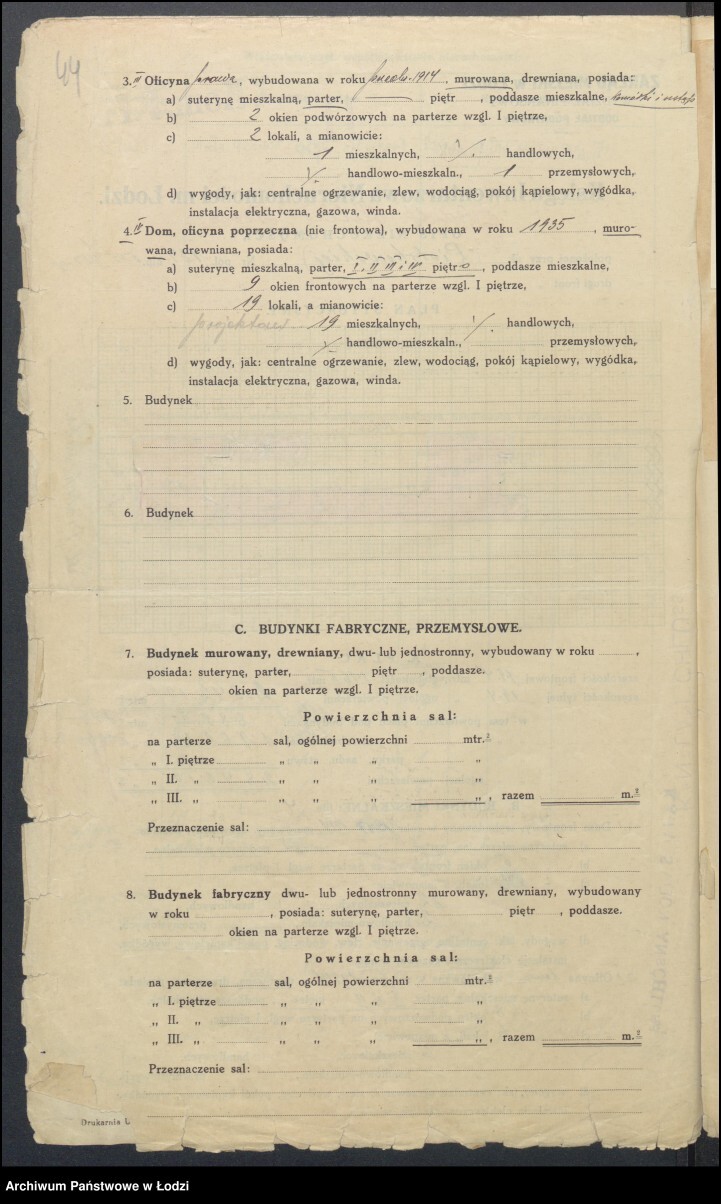 44
3. III Oficyna prawa, wybudowana w roku przed 1914, murowana, drewniana, posiada:
a) suterynę mieszkalną, parter, ——— piętr , poddasze mieszkalne,
b) 2 okien podwórzowych na parterze wzgl. I piętrze,
c) 2 lokali, a mianowicie:
1 mieszkalnych, ·/. handlowych,
·/. handlowo-mieszkaln., 1 przemysłowych,
d) wygody, jak: centralne ogrzewanie, zlew, wodociąg, pokój kąpielowy, wygódka,
instalacja elektryczna, gazowa, winda.
4. IV Dom, oficyna poprzeczna (nie frontowa), wybudowana w roku 1935, muro-
wana, drewniana, posiada:
a) suterynę mieszkalną, parter, I, II III i IV piętro, poddasze mieszkalne,
b) 9 okien frontowych na parterze wzgl. I piętrze,
c) 19 lokali, a mianowicie:
19 mieszkalnych, ·/. handlowych,
·/. handlowo-mieszkaln., przemysłowych,
d) wygody, jak: centralne ogrzewanie, zlew, wodociąg, pokój kąpielowy, wygódka,
instalacja elektryczna, gazowa, winda.
5. Budynek
6. Budynek
C. BUDYNKI FABRYCZNE, PRZEMYSŁOWE.
7. Budynek murowany, drewniany, dwu- lub jednostronny, wybudowany w roku ,
posiada: suterynę, parter, piętr , poddasze.
okien na parterze wzgl. I piętrze.
Powierzchnia sal:
na parterze sal, ogólnej powierzchni mtr.²
„ I. piętrze „ „ „ „
„ II. „ „ „ „ „
„ III. „ „ „ „ „ , razem m.²
Przeznaczenie sal:
8. Budynek fabryczny dwu- lub jednostronny murowany, drewniany, wybudowany
w roku , posiada: suterynę, parter, piętr , poddasze.
okien na parterze wzgl. I piętrze.
Powierzchnia sal:
na parterze sal, ogólnej powierzchni mtr.²
„ I. piętrze „ „ „ „
„ II. „ „ „ „ „
„ III. „ „ „ „ „ , razem m.²
Przeznaczenie sal:
Drukarnia L
Archiwum Państwowe w Łodzi